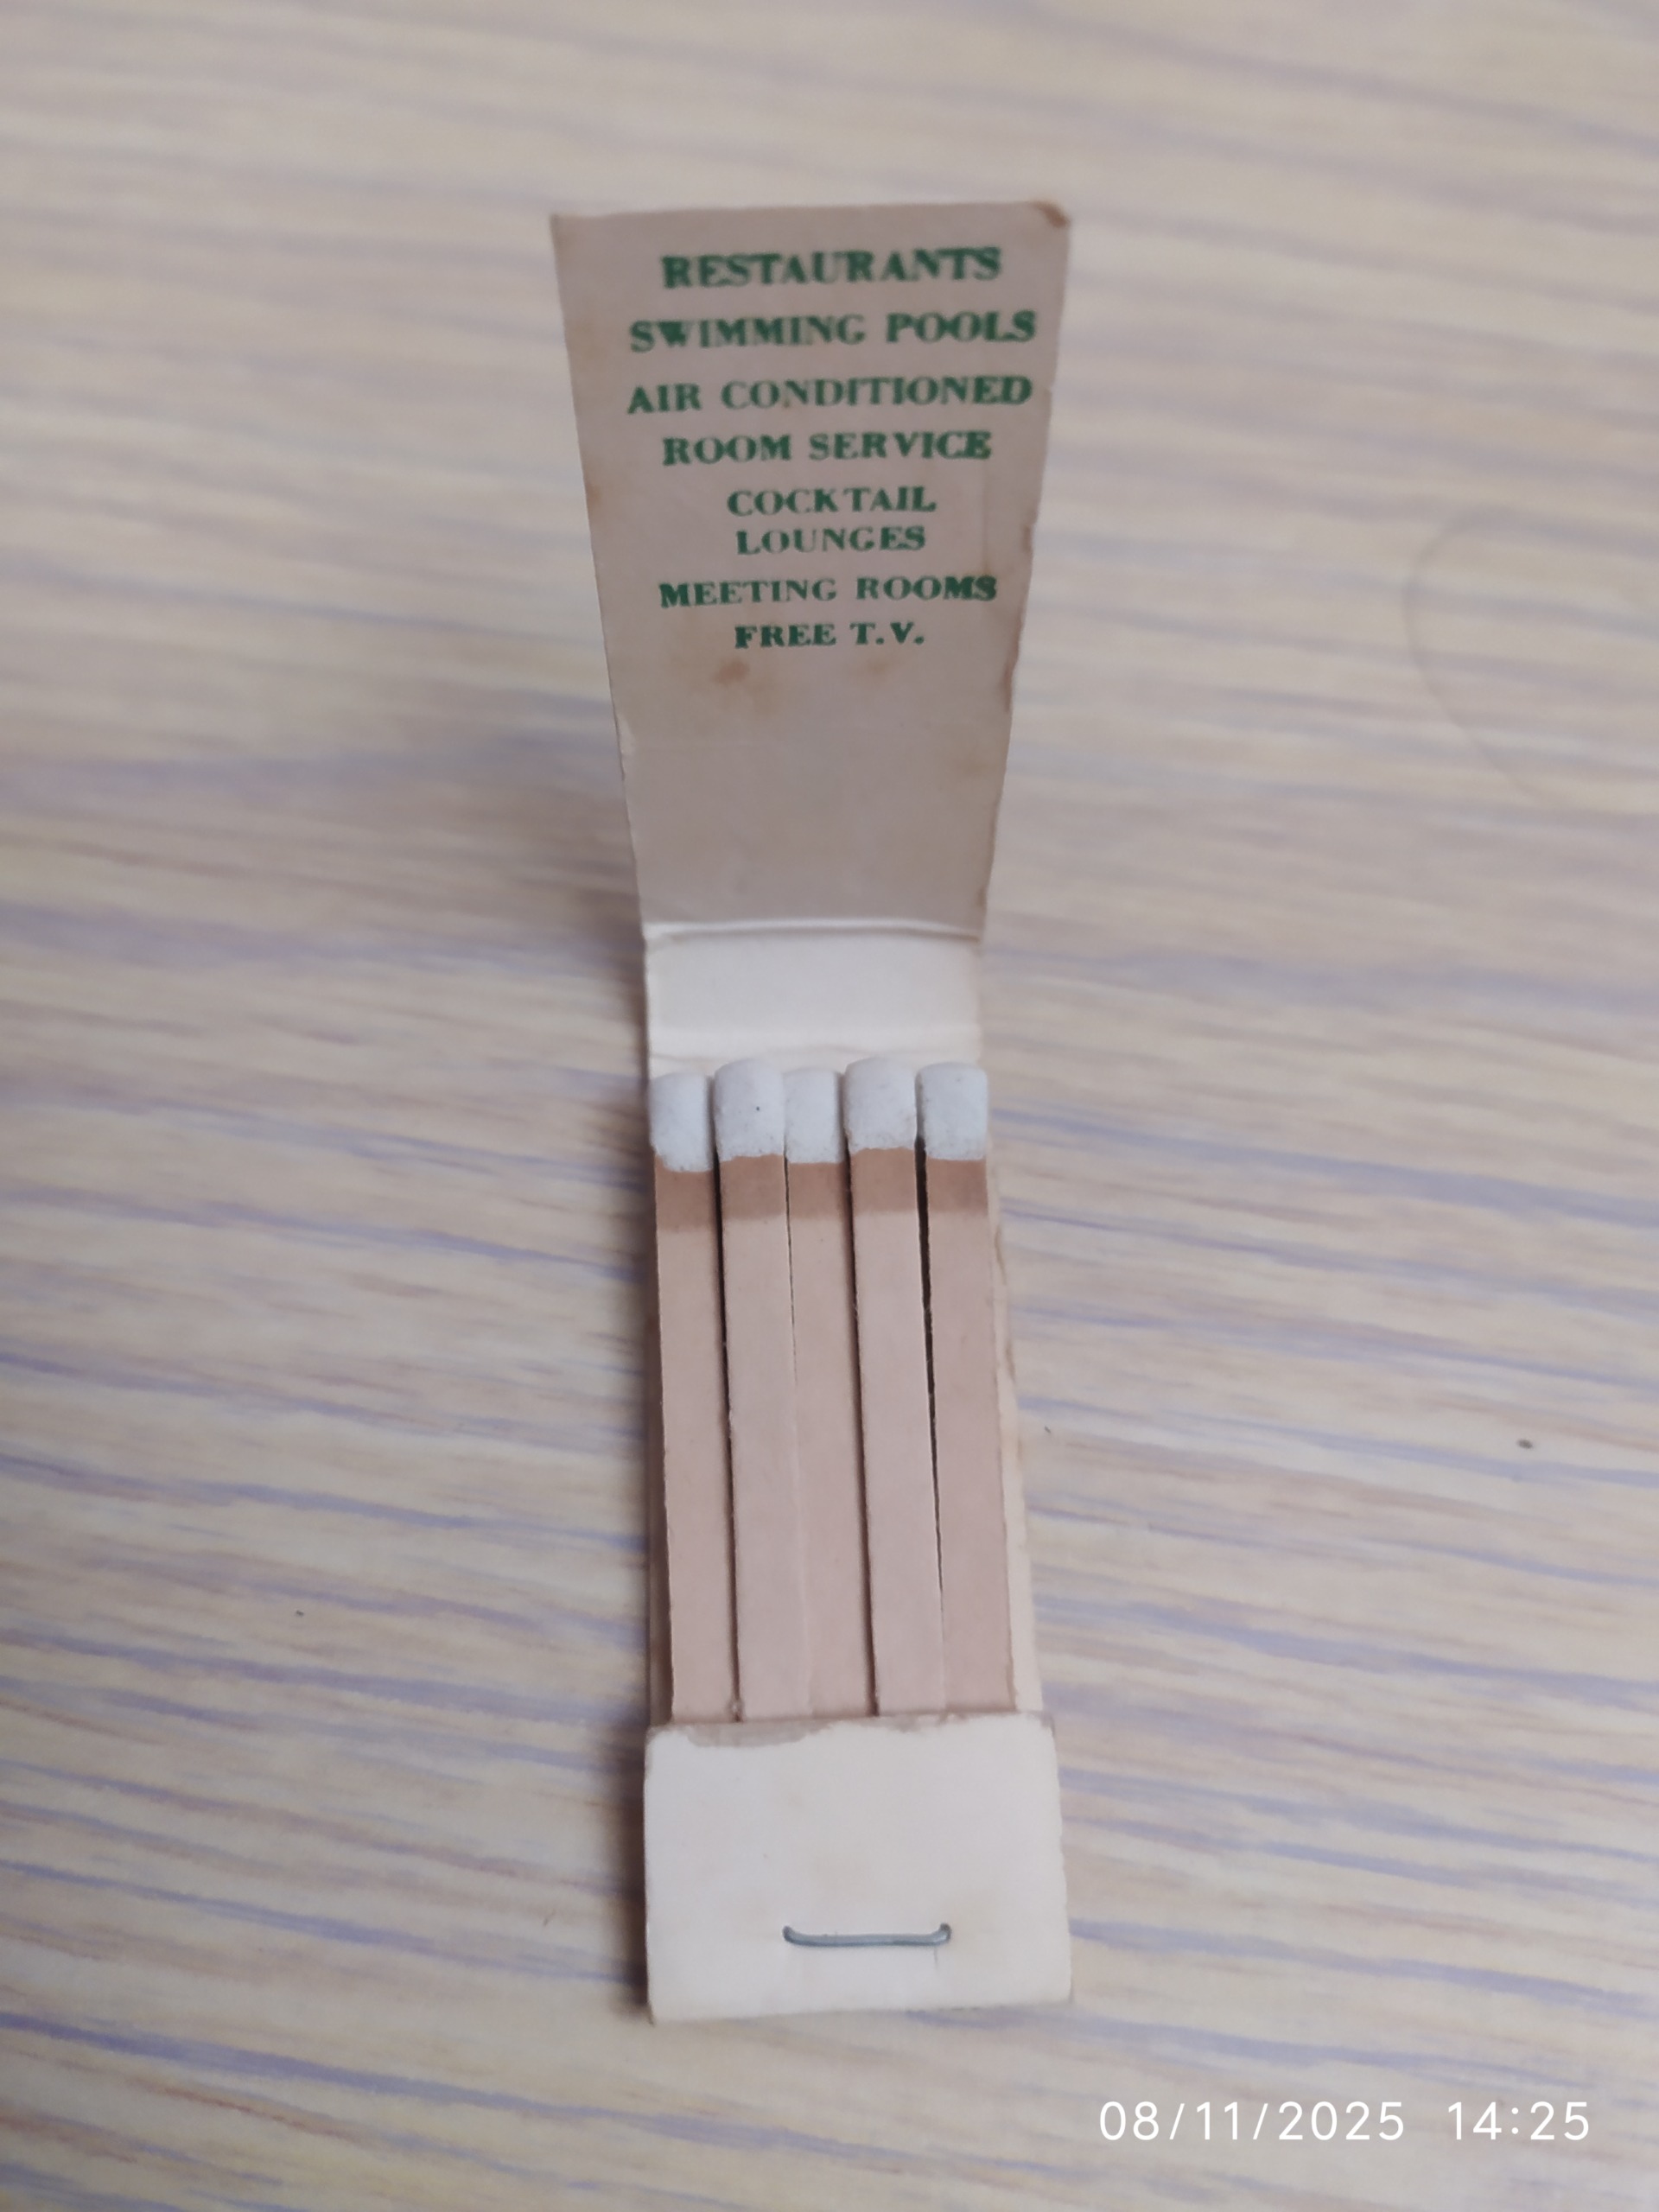 RESTAURANTS
SWIMMING POOLS
AIR CONDITIONED
ROOM SERVICE
COCKTAIL
LOUNGES
MEETING ROOMS
FREE T.V.
08/11/2025 14:25